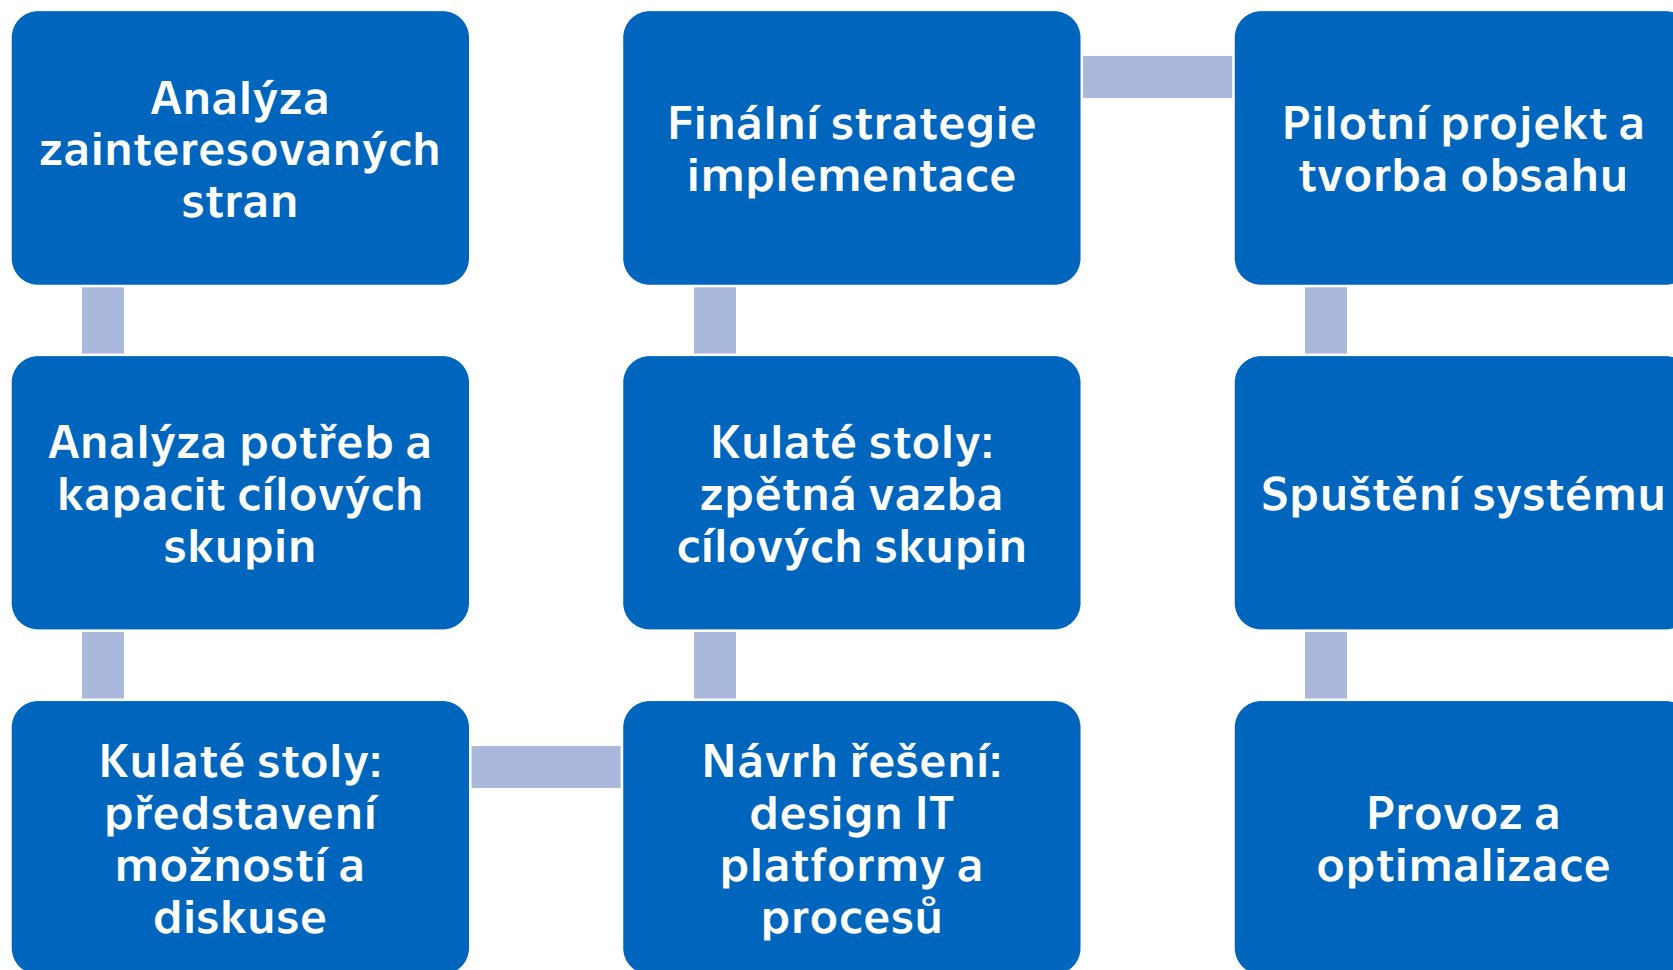 Analýza
zainteresovaných
stran
Analýza potřeb a
kapacit cílových
skupin
Kulaté stoly:
představení
možností a
diskuse
Návrh řešení:
design IT
platformy a
procesů
Kulaté stoly:
zpětná vazba
cílových skupin
Finální strategie
implementace
Pilotní projekt a
tvorba obsahu
Spuštění systému
Provoz a
optimalizace